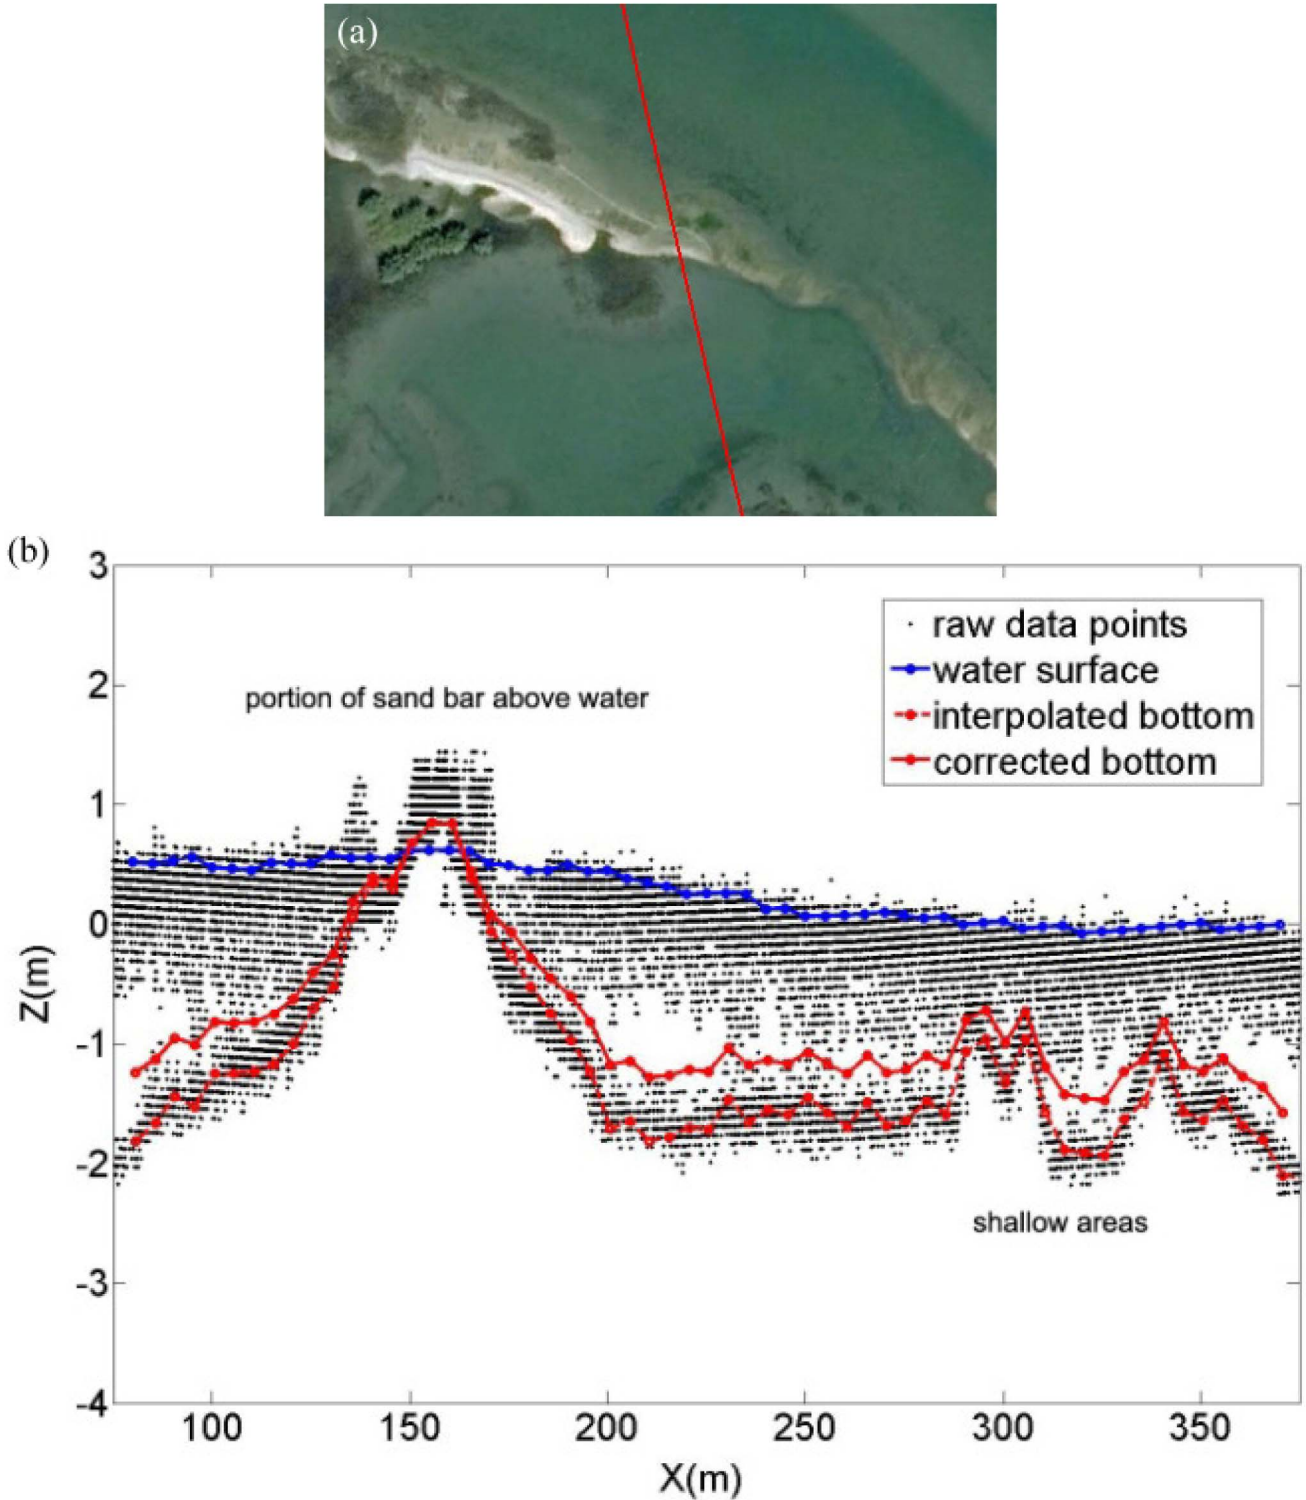 (a)
(b)
3
2
1
0
-1
-2
-3
-4
Z(m)
portion of sand bar above water
raw data points
water surface
interpolated bottom
corrected bottom
shallow areas
100 150 200 250 300 350
X(m)